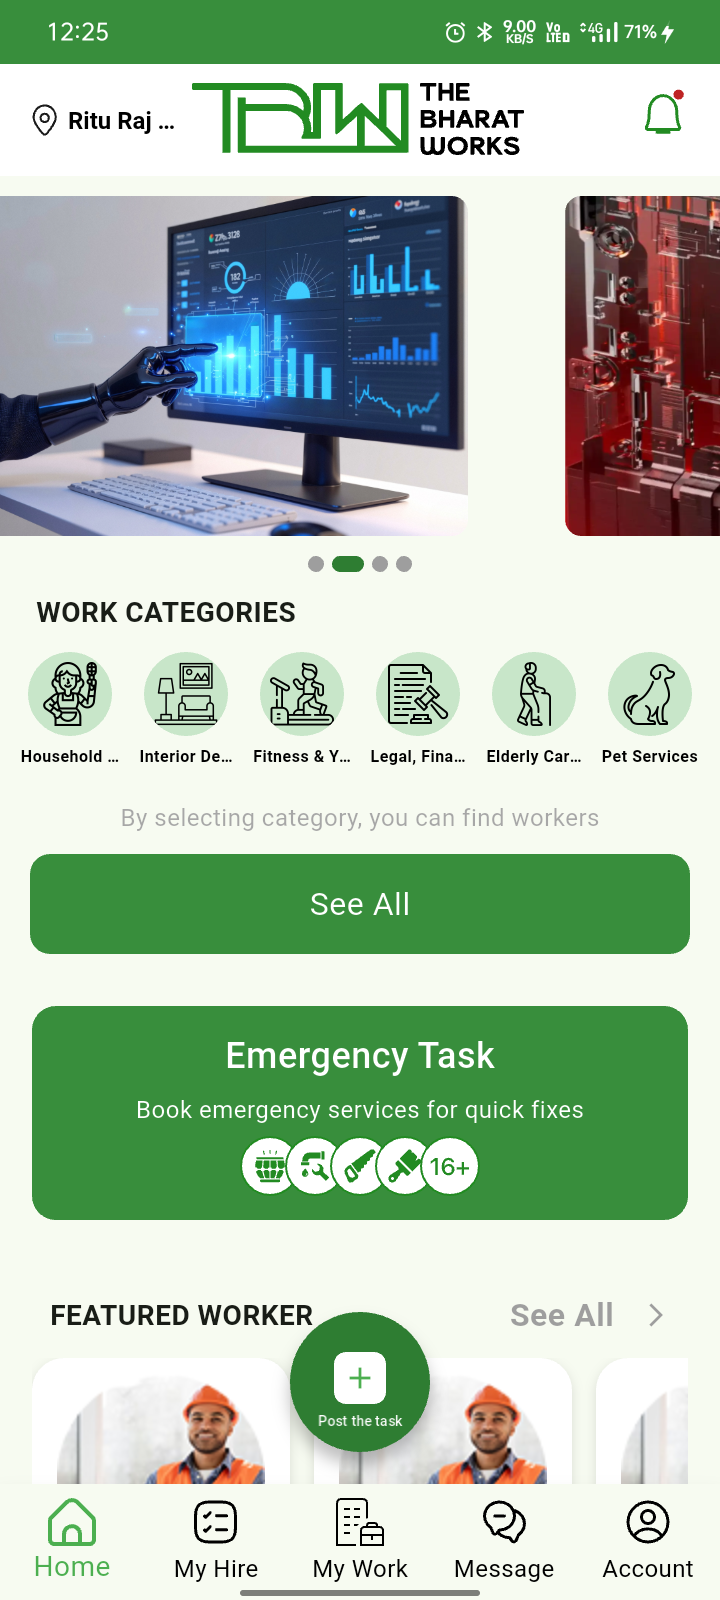 12:25
9.00 KB/S
Vo LTE
4G
71%
Ritu Raj ...
TBW
THE
BHARAT
WORKS
182
WORK CATEGORIES
Household ...
Interior De...
Fitness & Y...
Legal, Fina...
Elderly Car...
Pet Services
By selecting category, you can find workers
See All
Emergency Task
Book emergency services for quick fixes
16+
FEATURED WORKER
See All
Post the task
Home
My Hire
My Work
Message
Account